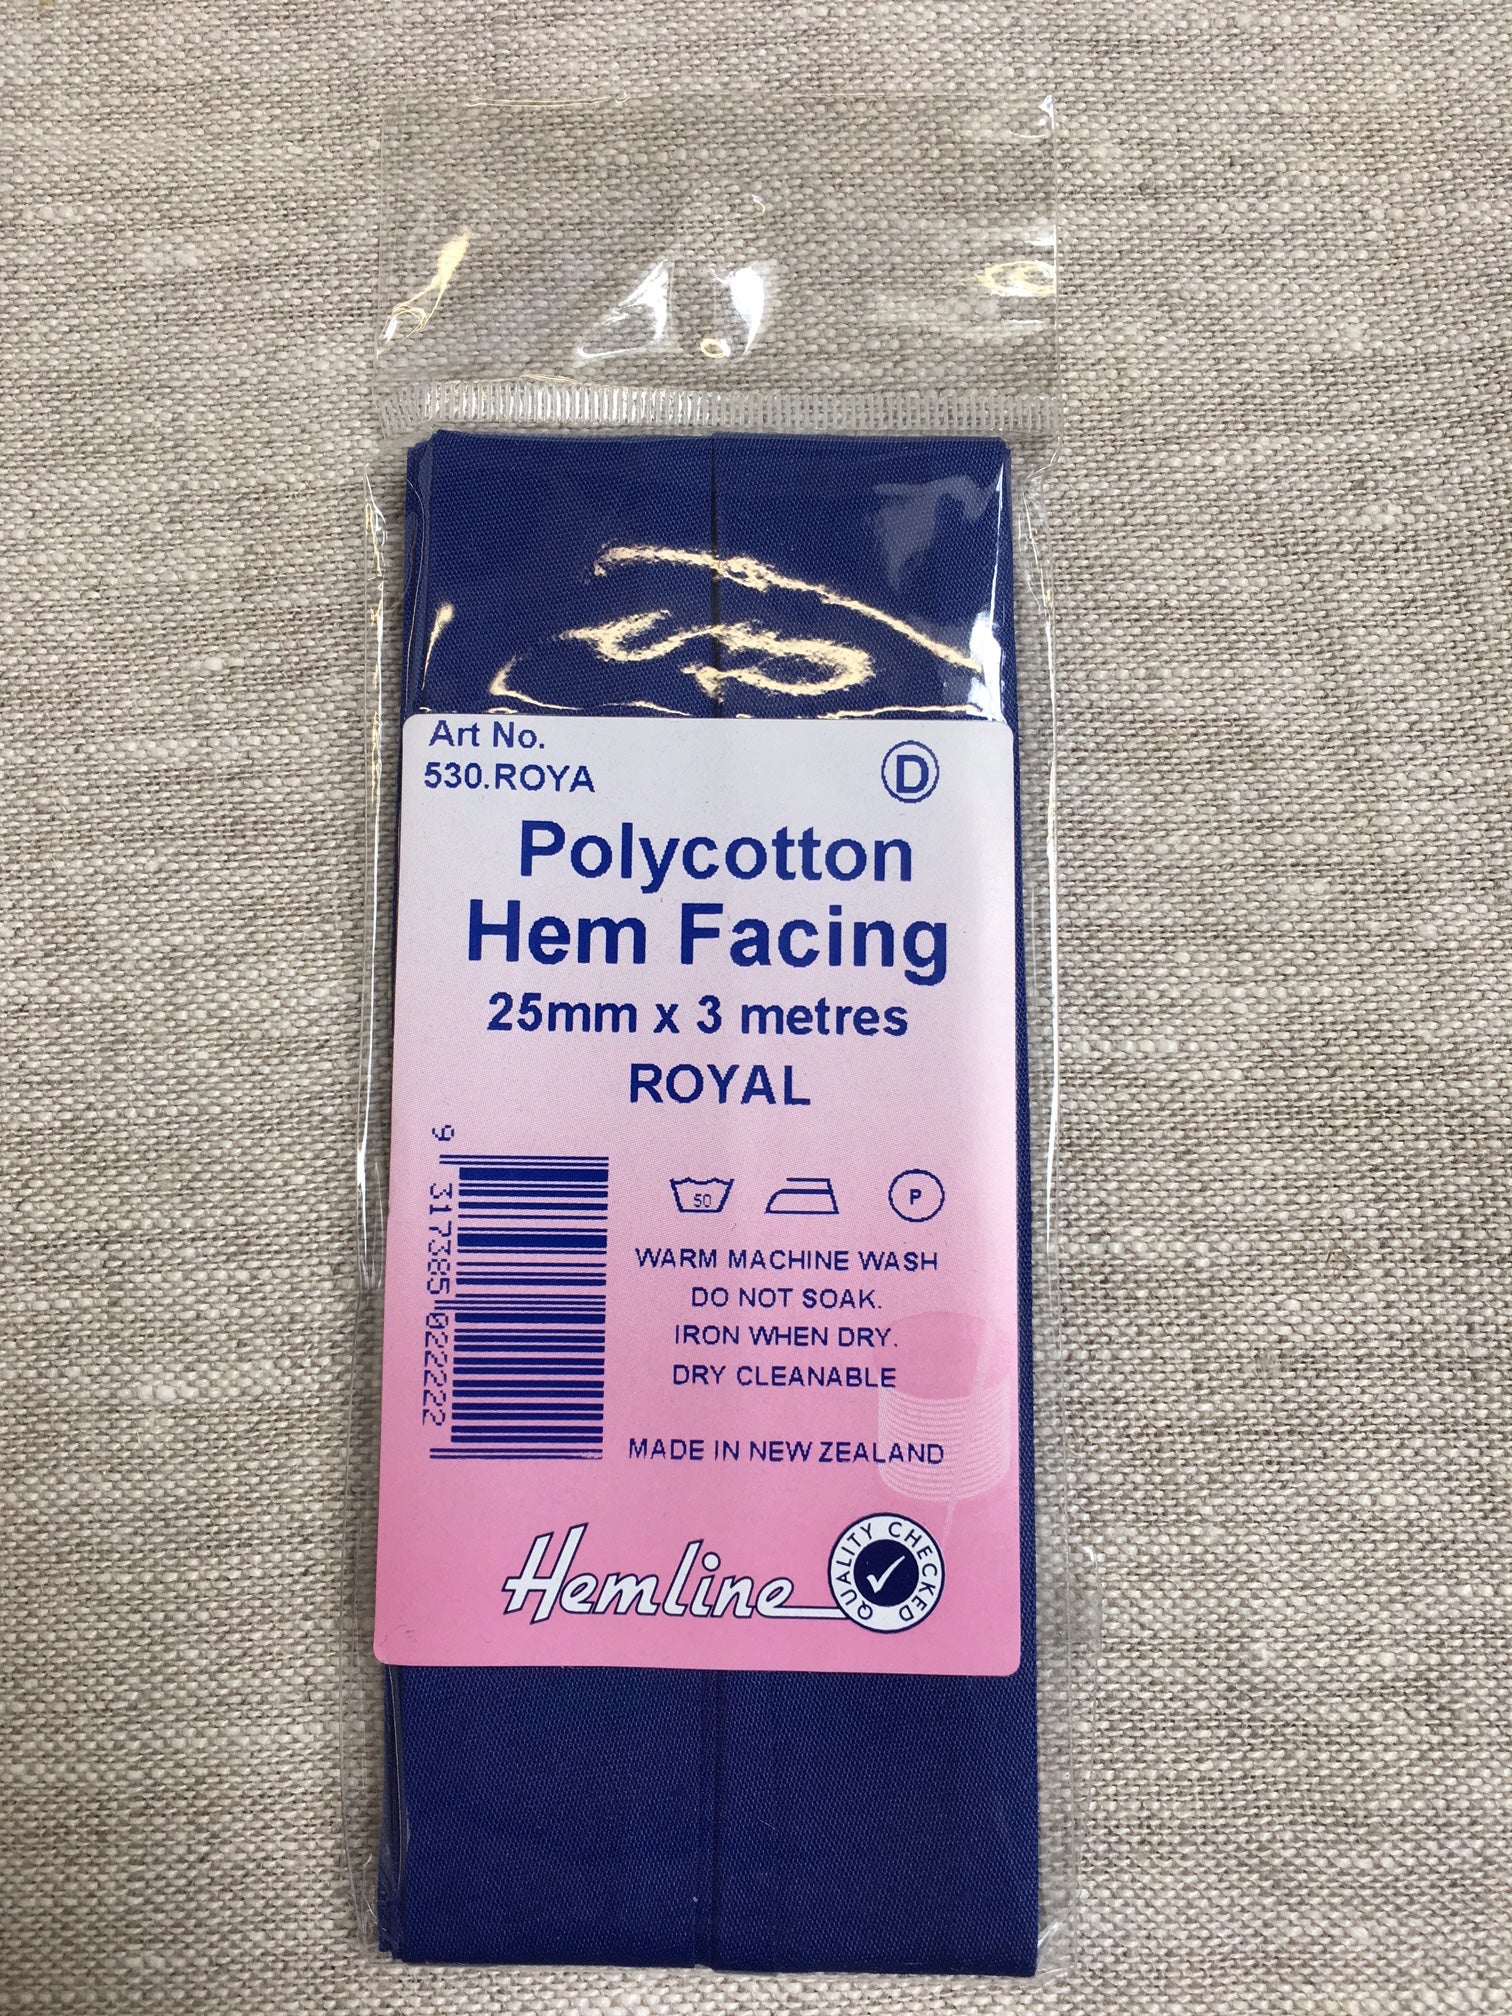 Art No.
530.ROYA
D
Polycotton
Hem Facing
25mm x 3 metres
ROYAL
9 317385 022222
50
P
WARM MACHINE WASH
DO NOT SOAK.
IRON WHEN DRY.
DRY CLEANABLE
MADE IN NEW ZEALAND
Hemline
QUALITY CHECKED